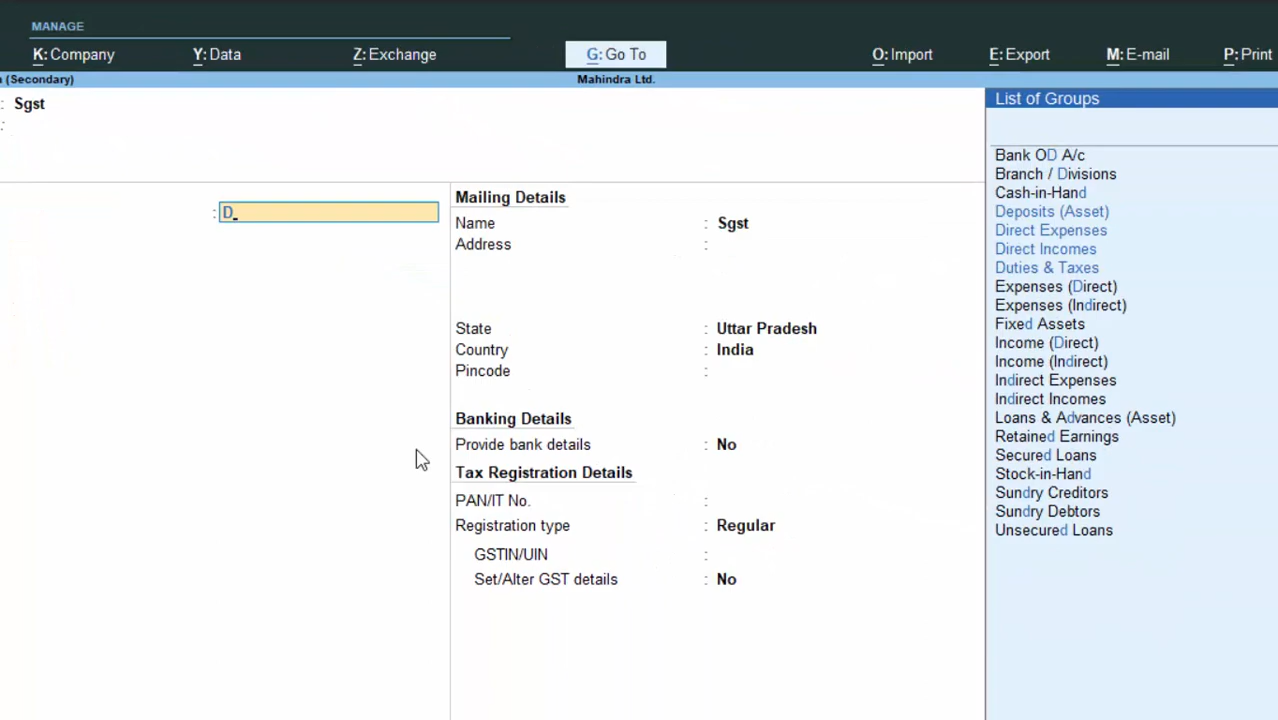 MANAGE
K: Company Y: Data Z: Exchange G: Go To O: Import E: Export M: E-mail P: Print
(Secondary) Mahindra Ltd.
: Sgst
:
List of Groups
: D
Mailing Details
Name : Sgst
Address :
State : Uttar Pradesh
Country : India
Pincode :
Banking Details
Provide bank details : No
Tax Registration Details
PAN/IT No. :
Registration type : Regular
GSTIN/UIN :
Set/Alter GST details : No
Bank OD A/c
Branch / Divisions
Cash-in-Hand
Deposits (Asset)
Direct Expenses
Direct Incomes
Duties & Taxes
Expenses (Direct)
Expenses (Indirect)
Fixed Assets
Income (Direct)
Income (Indirect)
Indirect Expenses
Indirect Incomes
Loans & Advances (Asset)
Retained Earnings
Secured Loans
Stock-in-Hand
Sundry Creditors
Sundry Debtors
Unsecured Loans